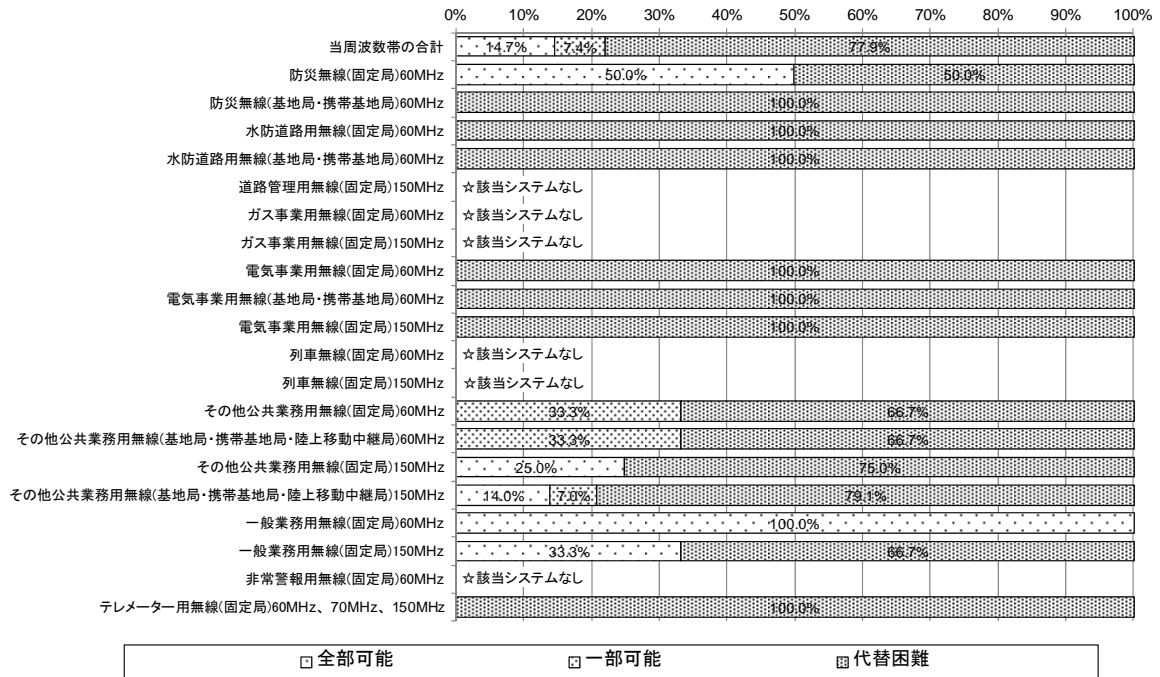 0% 10% 20% 30% 40% 50% 60% 70% 80% 90% 100%
当周波数帯の合計 14.7% 7.4% 77.9%
防災無線(固定局)60MHz 50.0% 50.0%
防災無線(基地局・携帯基地局)60MHz 100.0%
水防道路用無線(固定局)60MHz 100.0%
水防道路用無線(基地局・携帯基地局)60MHz 100.0%
道路管理用無線(固定局)150MHz ☆該当システムなし
ガス事業用無線(固定局)60MHz ☆該当システムなし
ガス事業用無線(固定局)150MHz ☆該当システムなし
電気事業用無線(固定局)60MHz 100.0%
電気事業用無線(基地局・携帯基地局)60MHz 100.0%
電気事業用無線(固定局)150MHz 100.0%
列車無線(固定局)60MHz ☆該当システムなし
列車無線(固定局)150MHz ☆該当システムなし
その他公共業務用無線(固定局)60MHz 33.3% 66.7%
その他公共業務用無線(基地局・携帯基地局・陸上移動中継局)60MHz 33.3% 66.7%
その他公共業務用無線(固定局)150MHz 25.0% 75.0%
その他公共業務用無線(基地局・携帯基地局・陸上移動中継局)150MHz 14.0% 7.0% 79.1%
一般業務用無線(固定局)60MHz 100.0%
一般業務用無線(固定局)150MHz 33.3% 66.7%
非常警報用無線(固定局)60MHz ☆該当システムなし
テレメーター用無線(固定局)60MHz、70MHz、150MHz 100.0%
全部可能 一部可能 代替困難